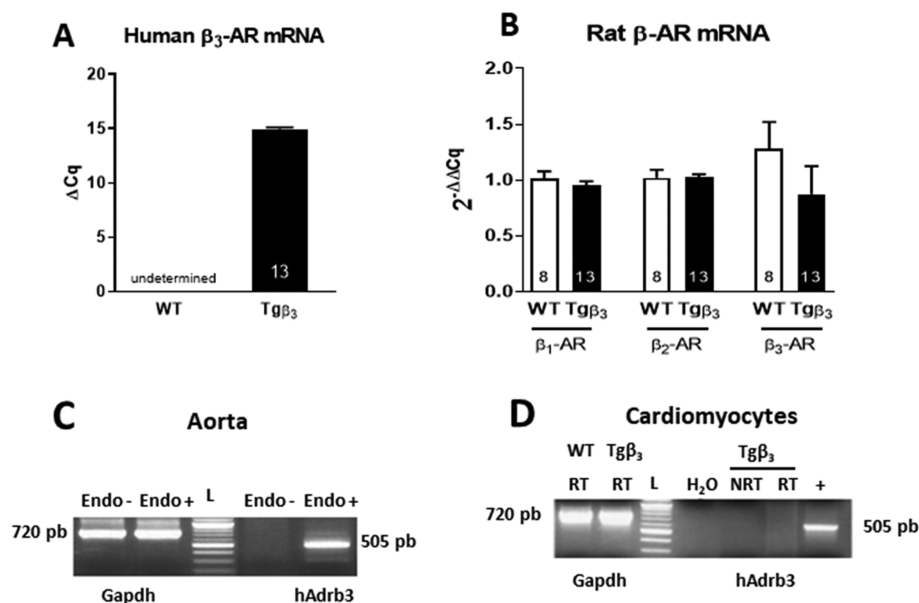 A
Human β₃-AR mRNA
ΔCq
20
15
10
5
0
undetermined
13
WT
Tgβ₃
B
Rat β-AR mRNA
2^-ΔΔCq
2.0
1.5
1.0
0.5
0.0
8
13
8
13
8
13
WT Tgβ₃ WT Tgβ₃ WT Tgβ₃
β₁-AR β₂-AR β₃-AR
C
Aorta
Endo - Endo + L Endo - Endo +
720 pb
505 pb
Gapdh hAdrb3
D
Cardiomyocytes
WT Tgβ₃ Tgβ₃
RT RT L H₂O NRT RT +
720 pb
505 pb
Gapdh hAdrb3